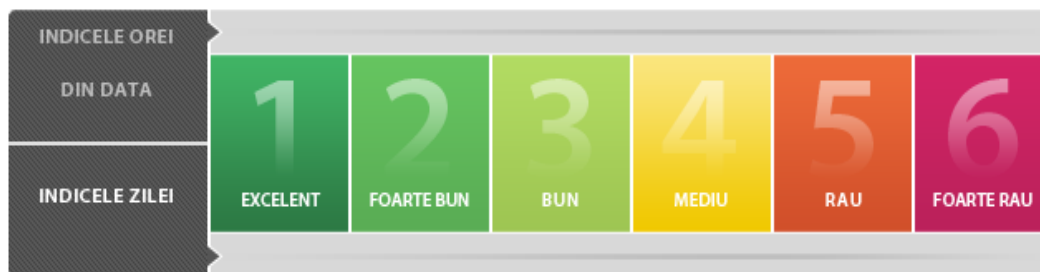 INDICELE OREI
DIN DATA
INDICELE ZILEI
1
EXCELENT
2
FOARTE BUN
3
BUN
4
MEDIU
5
RAU
6
FOARTE RAU